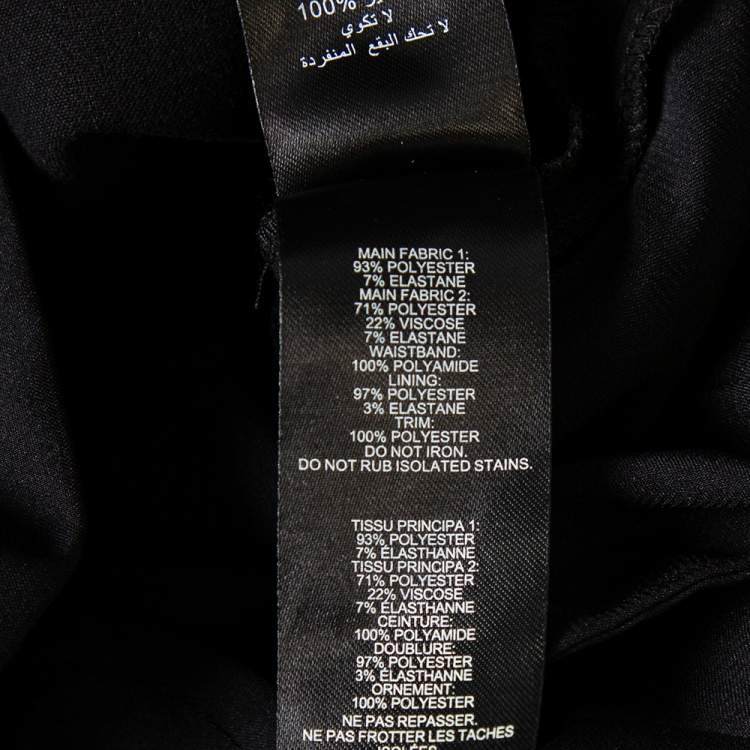 100%
لا تكوي
لا تحك البقع المنفردة
MAIN FABRIC 1:
93% POLYESTER
7% ELASTANE
MAIN FABRIC 2:
71% POLYESTER
22% VISCOSE
7% ELASTANE
WAISTBAND:
100% POLYAMIDE
LINING:
97% POLYESTER
3% ELASTANE
TRIM:
100% POLYESTER
DO NOT IRON.
DO NOT RUB ISOLATED STAINS.
TISSU PRINCIPA 1:
93% POLYESTER
7% ÉLASTHANNE
TISSU PRINCIPA 2:
71% POLYESTER
22% VISCOSE
7% ÉLASTHANNE
CEINTURE:
100% POLYAMIDE
DOUBLURE:
97% POLYESTER
3% ÉLASTHANNE
ORNEMENT:
100% POLYESTER
NE PAS REPASSER.
NE PAS FROTTER LES TACHES
ISOLÉES